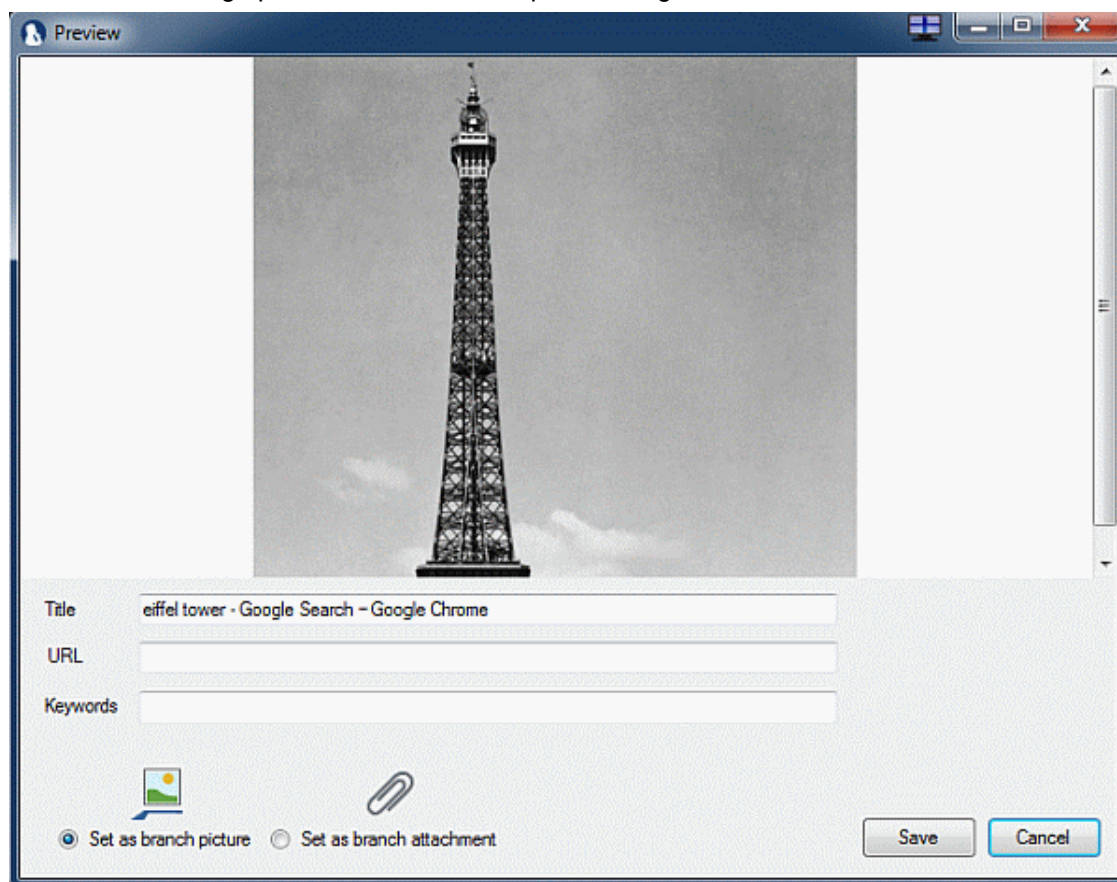 Preview
Title eiffel tower - Google Search – Google Chrome
URL
Keywords
Set as branch picture Set as branch attachment Save Cancel